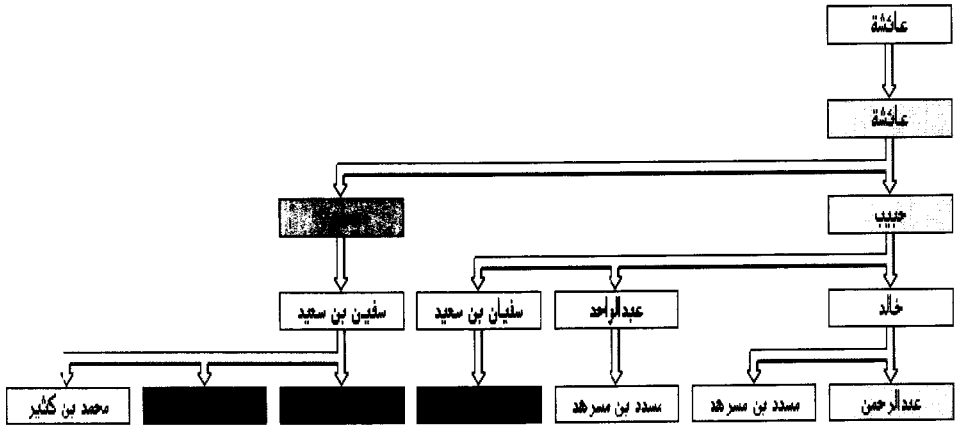 عائشة
عائشة
حبيب
خالد
عبدالواحد
سفيان بن سعيد
سفين بن سعيد
عبدالرحمن
مسدد بن مسرهد
مسدد بن مسرهد
محمد بن كثير